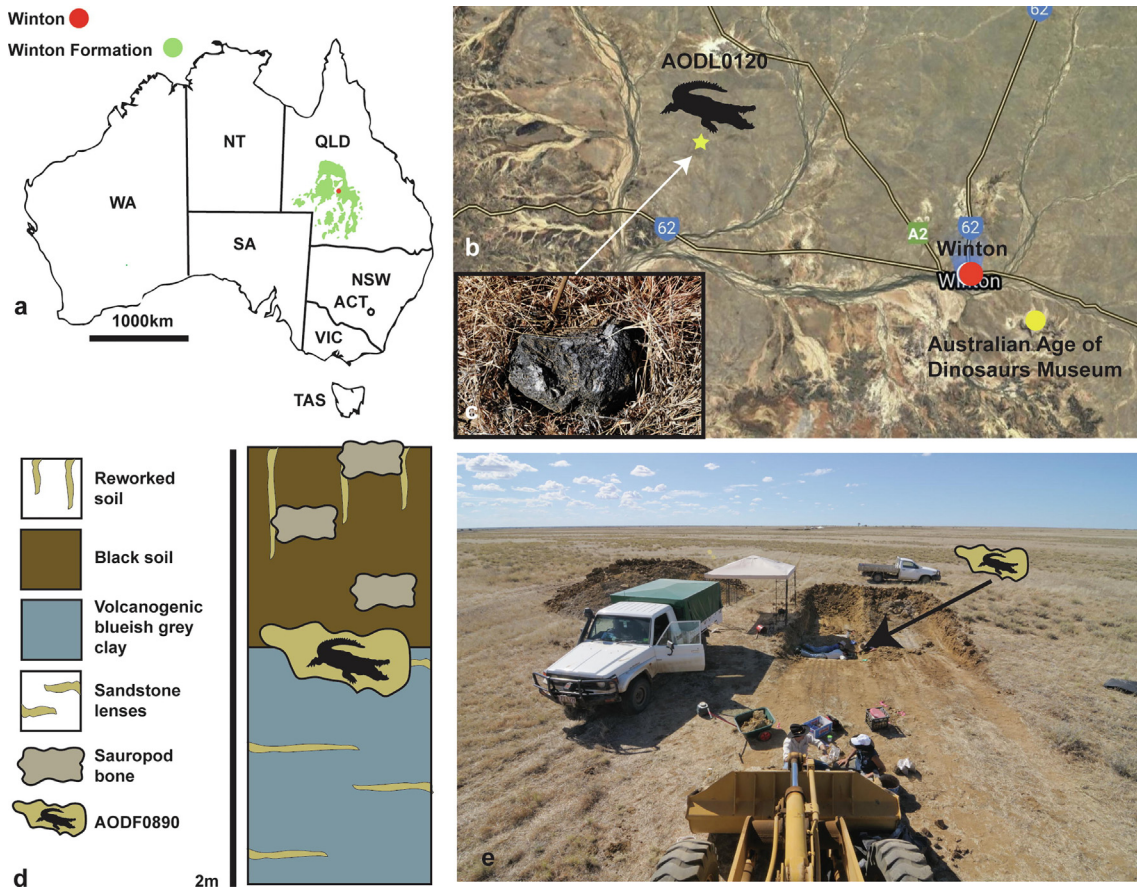 Winton
Winton Formation
NT
QLD
WA
SA
NSW
ACT
VIC
TAS
1000km
a
AODL0120
62
62
A2
62
Winton
Winton
Australian Age of
Dinosaurs Museum
b
c
Reworked
soil
Black soil
Volcanogenic
blueish grey
clay
Sandstone
lenses
Sauropod
bone
AODF0890
2m
d
e